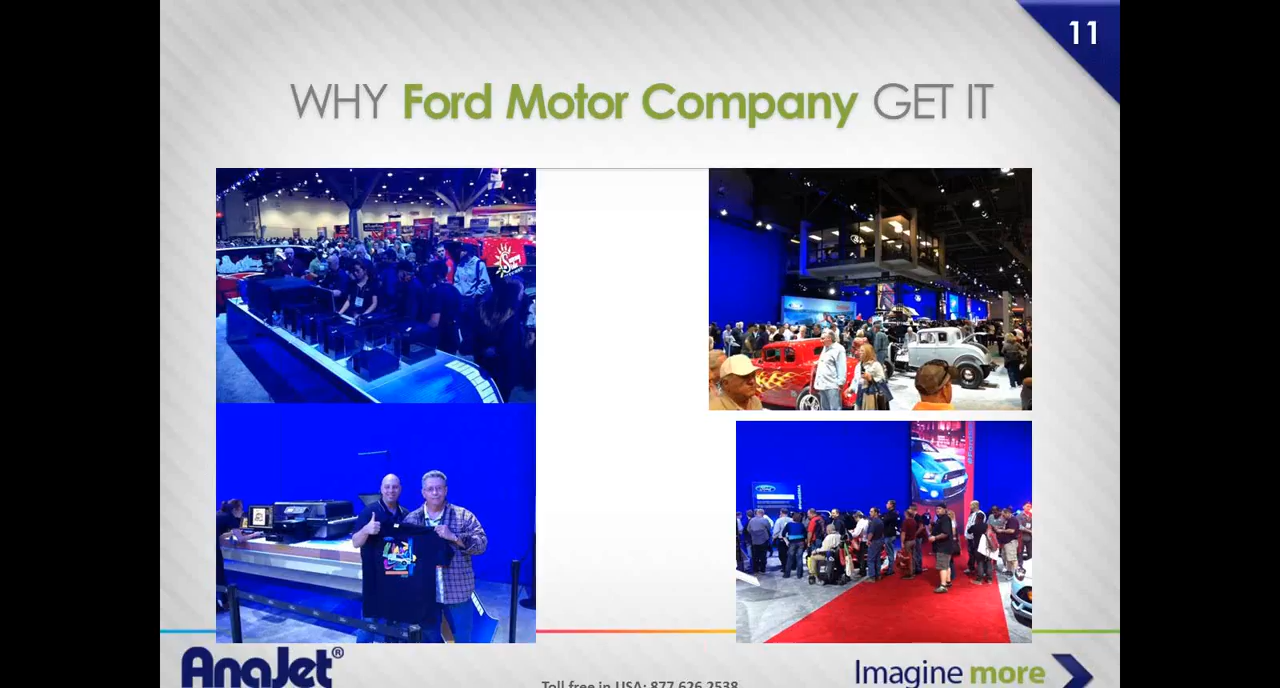 11
WHY Ford Motor Company GET IT
AnaJet®
Toll free in USA: 877.626.2538
Imagine more